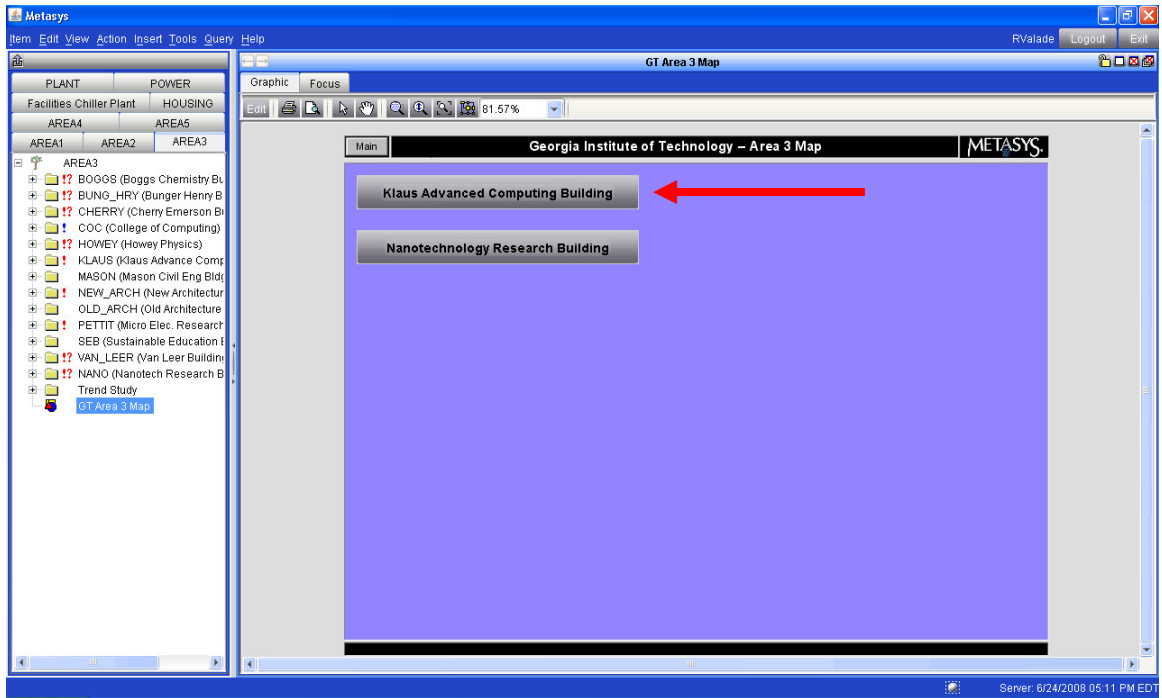 Metasys
Item Edit View Action Insert Tools Query Help
RValade Logout Exit
GT Area 3 Map
PLANT POWER
Facilities Chiller Plant HOUSING
AREA4 AREA5
AREA1 AREA2 AREA3
AREA3
!? BOGGS (Boggs Chemistry Bu
!? BUNG_HRY (Bunger Henry B
!? CHERRY (Cherry Emerson B
! COC (College of Computing)
!? HOWEY (Howey Physics)
! KLAUS (Klaus Advance Comp
MASON (Mason Civil Eng Bldg
! NEW_ARCH (New Architectur
OLD_ARCH (Old Architecture
! PETTIT (Micro Elec. Research
SEB (Sustainable Education
!? VAN_LEER (Van Leer Building
!? NANO (Nanotech Research B
Trend Study
GT Area 3 Map
Graphic Focus
Edit 81.57%
Main Georgia Institute of Technology – Area 3 Map METASYS.
Klaus Advanced Computing Building
Nanotechnology Research Building
Server: 6/24/2008 05:11 PM EDT